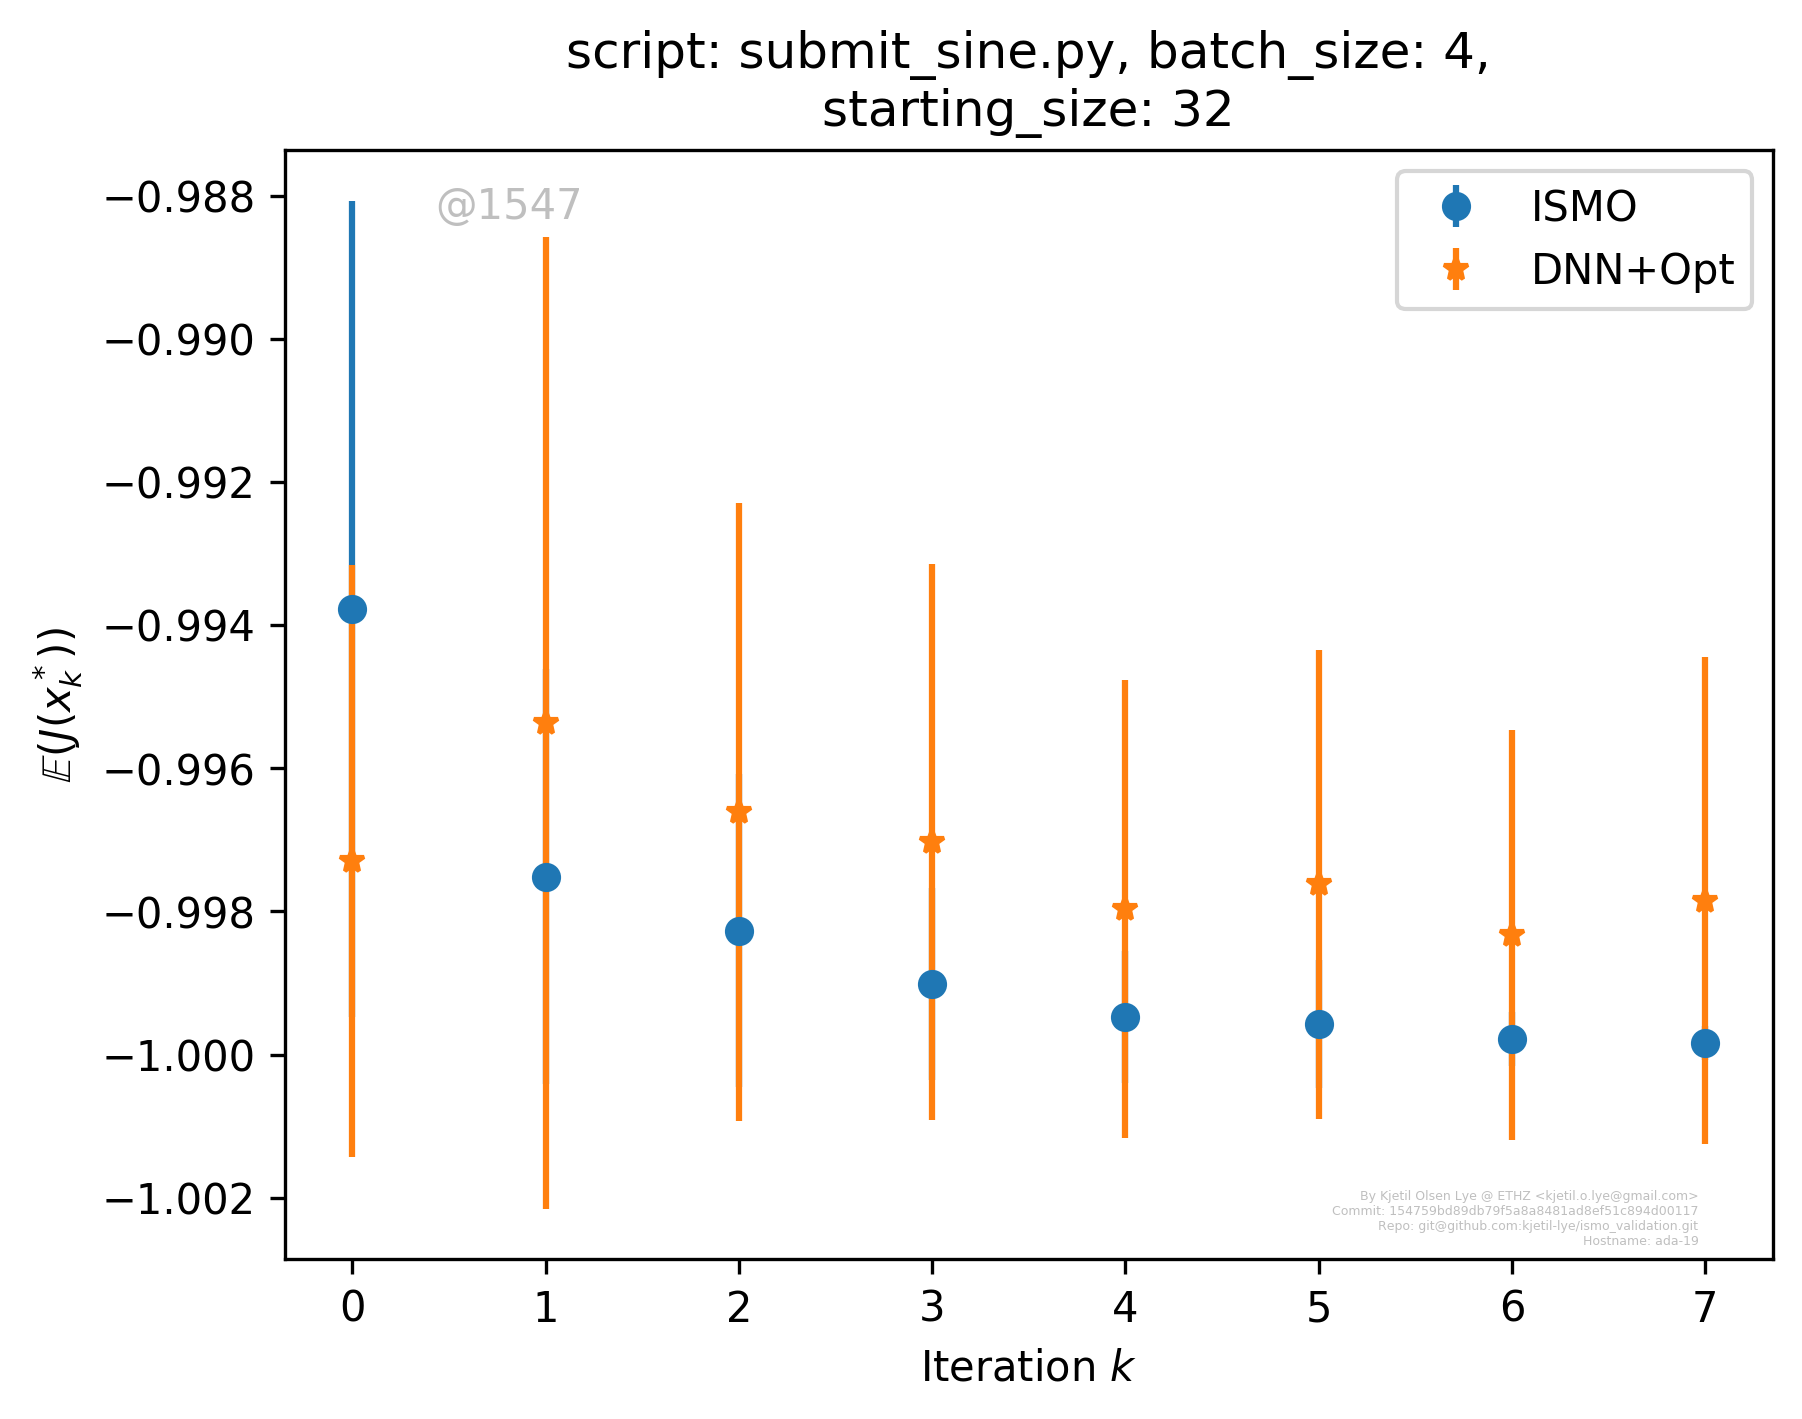 script: submit_sine.py, batch_size: 4,
starting_size: 32
@1547
ISMO
DNN+Opt
−0.988
−0.990
−0.992
−0.994
−0.996
−0.998
−1.000
−1.002
𝔼(J(x*k))
By Kjetil Olsen Lye @ ETHZ <kjetil.o.lye@gmail.com>
Commit: 154759bd89db79f5a8a8481ad8ef51c894d00117
Repo: git@github.com:kjetil-lye/ismo_validation.git
Hostname: ada-19
0 1 2 3 4 5 6 7
Iteration k